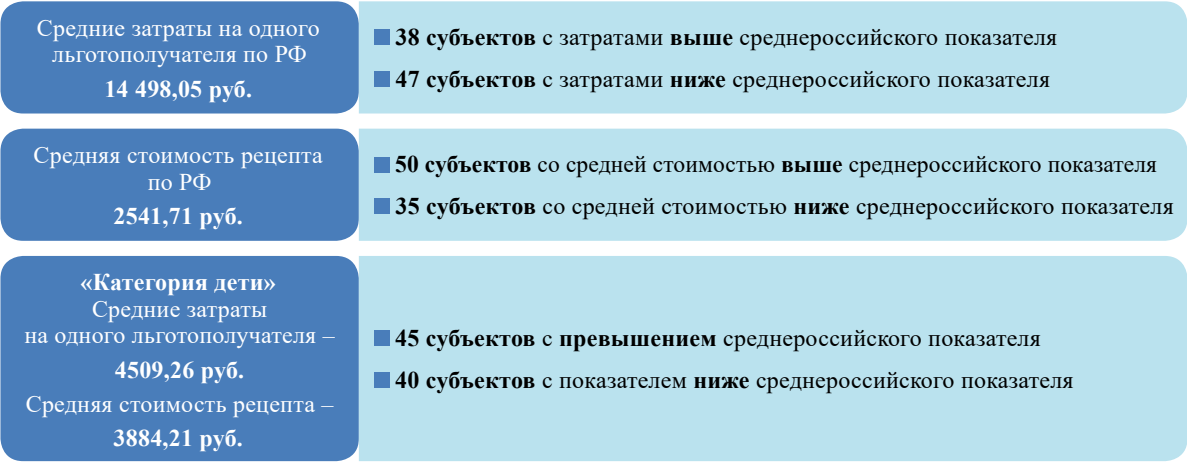 Средние затраты на одного
льготополучателя по РФ
14 498,05 руб.
38 субъектов с затратами выше среднероссийского показателя
47 субъектов с затратами ниже среднероссийского показателя
Средняя стоимость рецепта
по РФ
2541,71 руб.
50 субъектов со средней стоимостью выше среднероссийского показателя
35 субъектов со средней стоимостью ниже среднероссийского показателя
«Категория дети»
Средние затраты
на одного льготополучателя –
4509,26 руб.
Средняя стоимость рецепта –
3884,21 руб.
45 субъектов с превышением среднероссийского показателя
40 субъектов с показателем ниже среднероссийского показателя